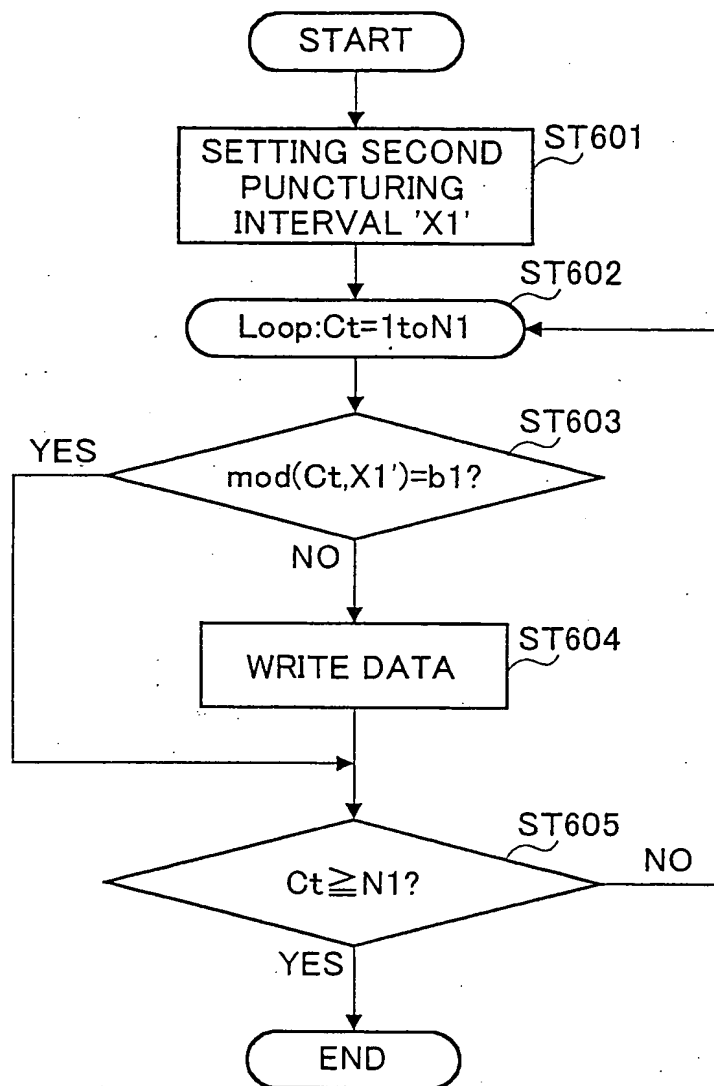 START
ST601
SETTING SECOND
PUNCTURING
INTERVAL 'X1'
ST602
Loop:Ct=1toN1
ST603
YES
mod(Ct,X1')=b1?
NO
ST604
WRITE DATA
ST605
Ct≧N1?
NO
YES
END